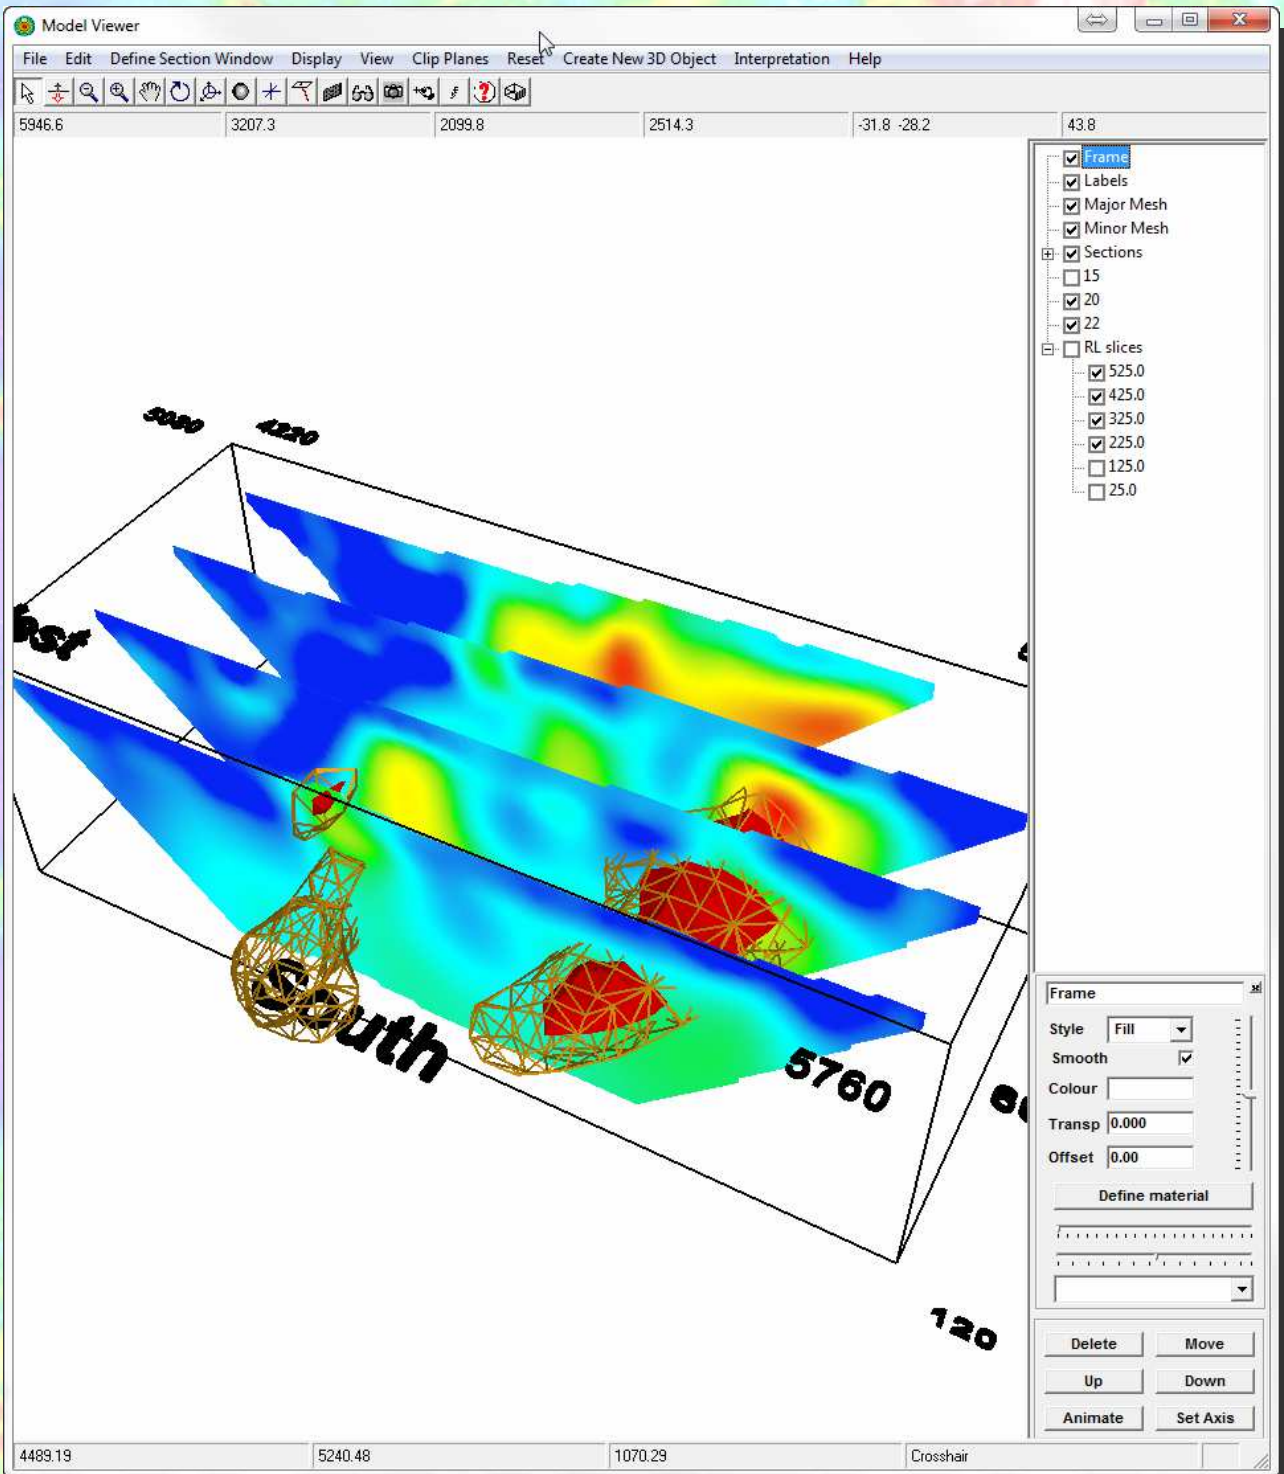 Model Viewer
File Edit Define Section Window Display View Clip Planes Reset Create New 3D Object Interpretation Help
5946.6 3207.3 2099.8 2514.3 -31.8 -28.2 43.8
Frame
Labels
Major Mesh
Minor Mesh
Sections
15
20
22
RL slices
525.0
425.0
325.0
225.0
125.0
25.0
5030 4220
South
5760
120
Frame
Style Fill
Smooth
Colour
Transp 0.000
Offset 0.00
Define material
Delete Move
Up Down
Animate Set Axis
4489.19 5240.48 1070.29 Crosshair